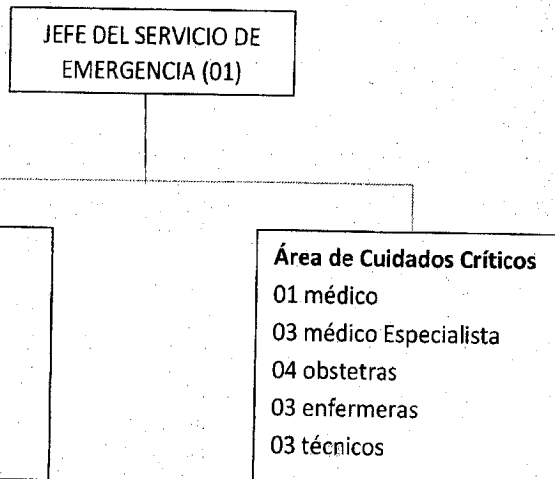 JEFE DEL SERVICIO DE
EMERGENCIA (01)
Área de Cuidados Críticos
01 médico
03 médico Especialista
04 obstetras
03 enfermeras
03 técnicos